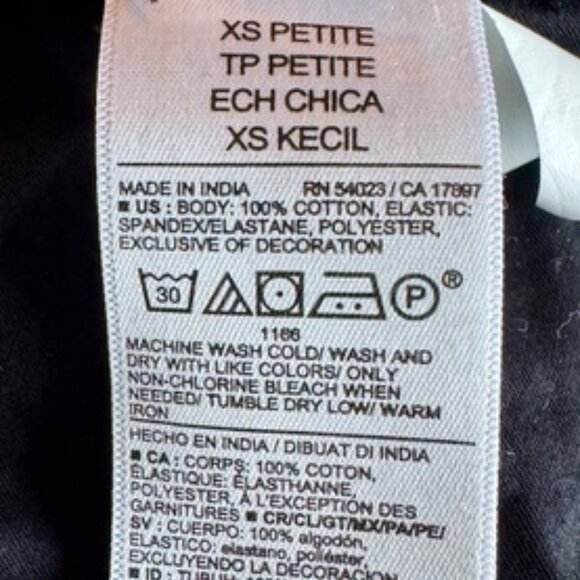 XS PETITE
TP PETITE
ECH CHICA
XS KECIL
MADE IN INDIA RN 54023 / CA 17897
■ US : BODY: 100% COTTON, ELASTIC:
SPANDEX/ELASTANE, POLYESTER,
EXCLUSIVE OF DECORATION
30 P ®
1166
MACHINE WASH COLD/ WASH AND
DRY WITH LIKE COLORS/ ONLY
NON-CHLORINE BLEACH WHEN
NEEDED/ TUMBLE DRY LOW/ WARM
IRON
HECHO EN INDIA / DIBUAT DI INDIA
■ CA : CORPS: 100% COTON,
ÉLASTIQUE: ÉLASTHANNE,
POLYESTER, À L'EXCEPTION DES
GARNITURES ■ CR/CL/GT/MX/PA/PE/
SV : CUERPO: 100% algodón,
ELASTICO: elastano, poliéster,
EXCLUYENDO LA DECORACION
■ ID : TUBUH: